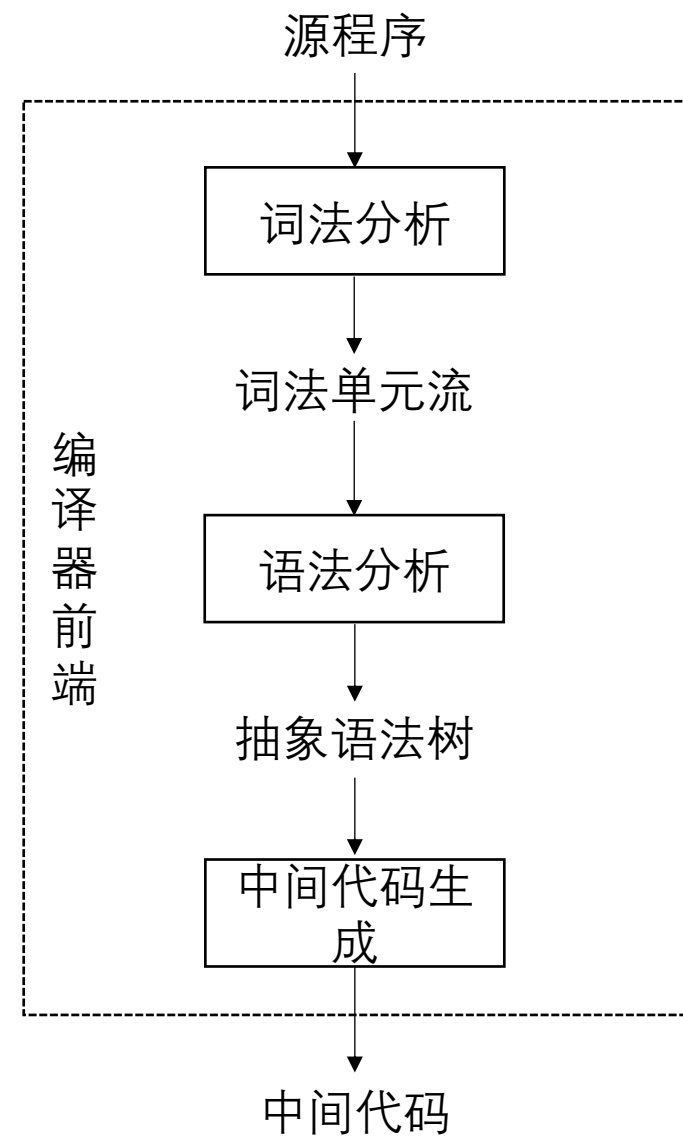 源程序
词法分析
词法单元流
编译器前端
语法分析
抽象语法树
中间代码生
成
中间代码